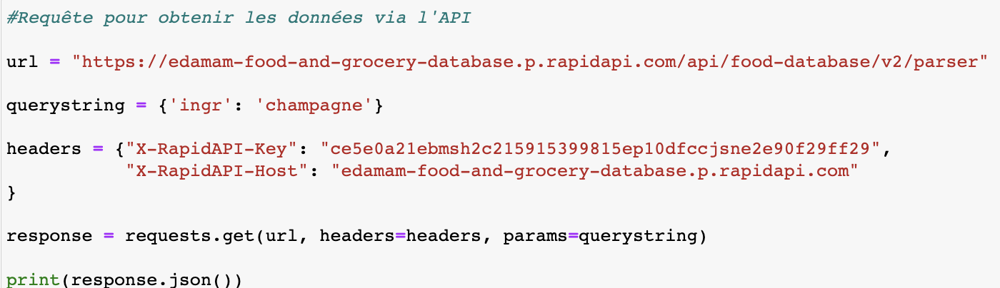 #Requête pour obtenir les données via l'API
url = "https://edamam-food-and-grocery-database.p.rapidapi.com/api/food-database/v2/parser"
querystring = {'ingr': 'champagne'}
headers = {"X-RapidAPI-Key": "ce5e0a21ebmsh2c215915399815ep10dfccjsne2e90f29ff29",
"X-RapidAPI-Host": "edamam-food-and-grocery-database.p.rapidapi.com"
}
response = requests.get(url, headers=headers, params=querystring)
print(response.json())